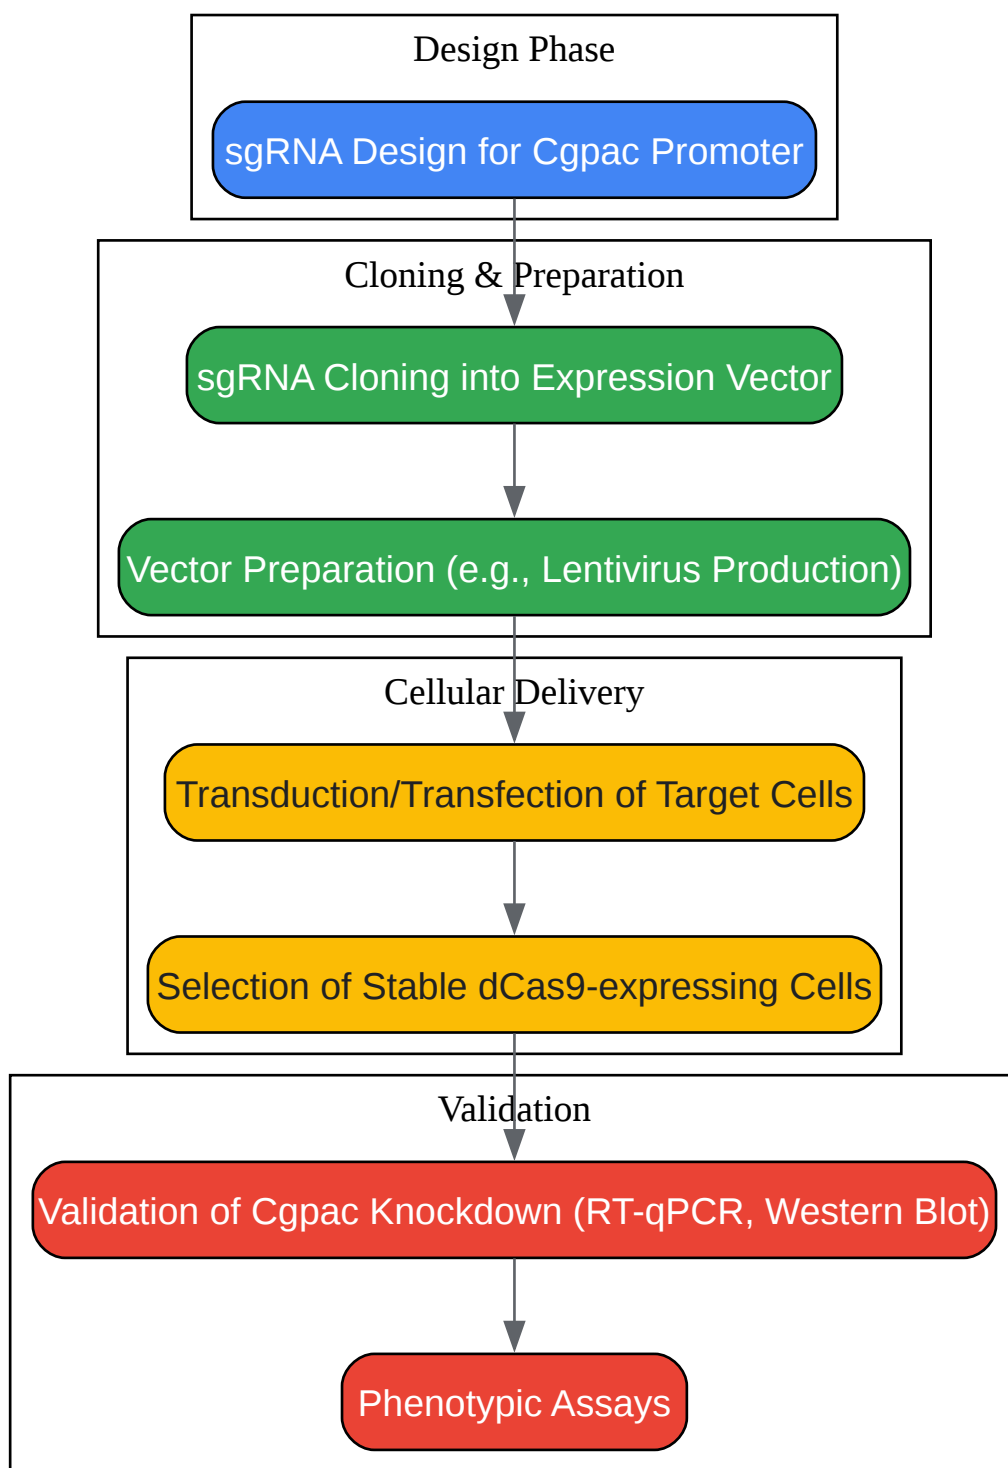 Design Phase
sgRNA Design for Cgpac Promoter
Cloning & Preparation
sgRNA Cloning into Expression Vector
Vector Preparation (e.g., Lentivirus Production)
Cellular Delivery
Transduction/Transfection of Target Cells
Selection of Stable dCas9-expressing Cells
Validation
Validation of Cgpac Knockdown (RT-qPCR, Western Blot)
Phenotypic Assays